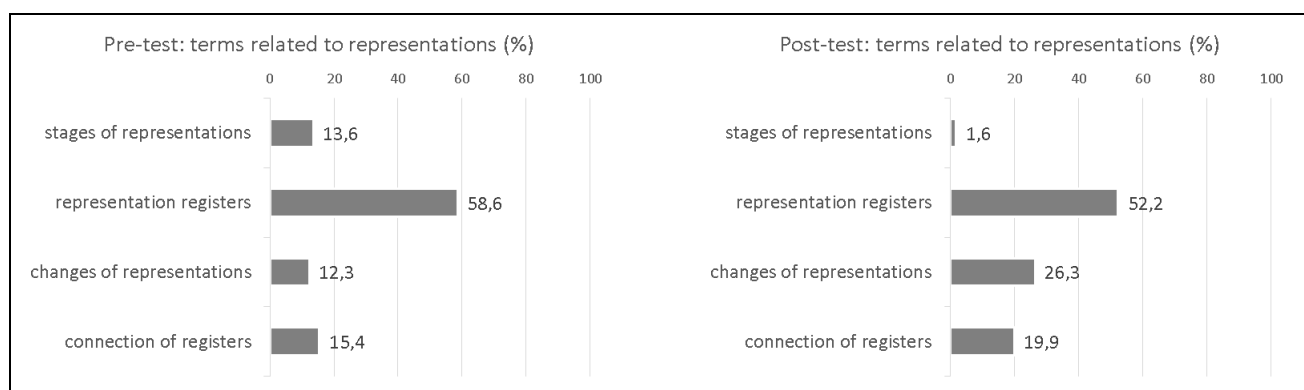 Pre-test: terms related to representations (%)
0 20 40 60 80 100
stages of representations 13,6
representation registers 58,6
changes of representations 12,3
connection of registers 15,4
Post-test: terms related to representations (%)
0 20 40 60 80 100
stages of representations 1,6
representation registers 52,2
changes of representations 26,3
connection of registers 19,9